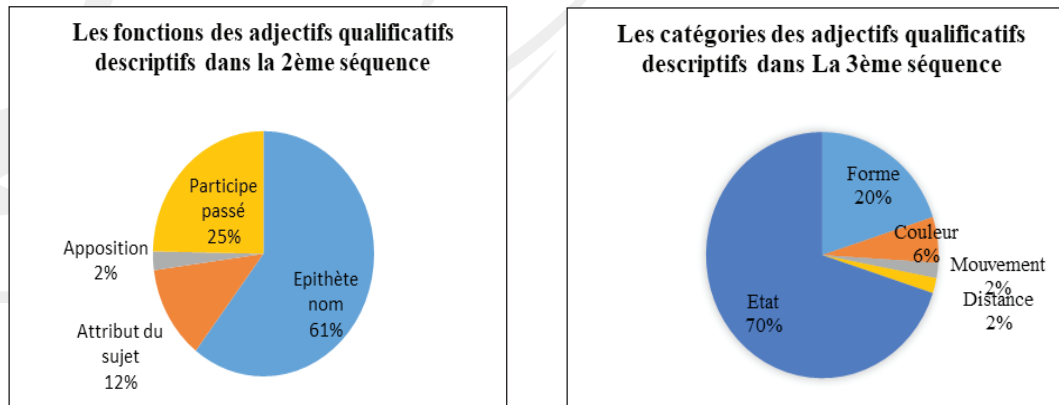 Les fonctions des adjectifs qualificatifs
descriptifs dans la 2ème séquence
Participe
passé
25%
Apposition
2%
Epithète
nom
61%
Attribut du
sujet
12%
Les catégories des adjectifs qualificatifs
descriptifs dans La 3ème séquence
Forme
20%
Couleur
6%
Mouvement
2%
Distance
2%
Etat
70%